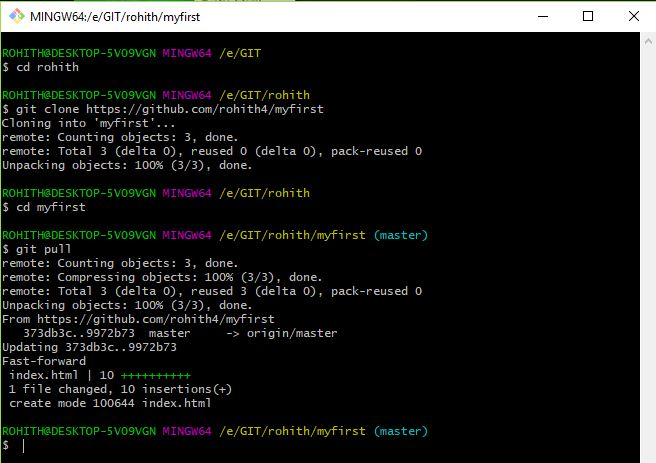 MINGW64:/e/GIT/rohith/myfirst
ROHITH@DESKTOP-5VO9VGN MINGW64 /e/GIT
$ cd rohith
ROHITH@DESKTOP-5VO9VGN MINGW64 /e/GIT/rohith
$ git clone https://github.com/rohith4/myfirst
Cloning into 'myfirst'...
remote: Counting objects: 3, done.
remote: Total 3 (delta 0), reused 0 (delta 0), pack-reused 0
Unpacking objects: 100% (3/3), done.
ROHITH@DESKTOP-5VO9VGN MINGW64 /e/GIT/rohith
$ cd myfirst
ROHITH@DESKTOP-5VO9VGN MINGW64 /e/GIT/rohith/myfirst (master)
$ git pull
remote: Counting objects: 3, done.
remote: Compressing objects: 100% (3/3), done.
remote: Total 3 (delta 0), reused 3 (delta 0), pack-reused 0
Unpacking objects: 100% (3/3), done.
From https://github.com/rohith4/myfirst
   373db3c..9972b73  master     -> origin/master
Updating 373db3c..9972b73
Fast-forward
 index.html | 10 ++++++++++
 1 file changed, 10 insertions(+)
 create mode 100644 index.html
ROHITH@DESKTOP-5VO9VGN MINGW64 /e/GIT/rohith/myfirst (master)
$